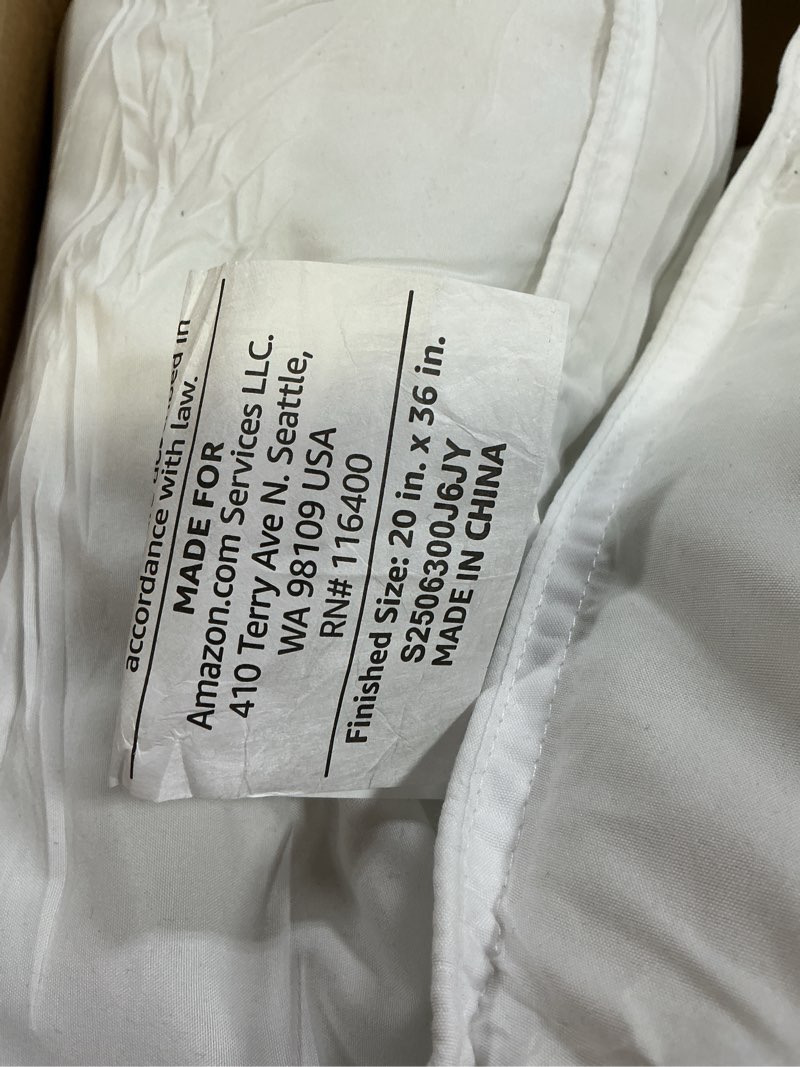 accordance with law.
MADE FOR
Amazon.com Services LLC.
410 Terry Ave N. Seattle,
WA 98109 USA
RN# 116400
Finished Size: 20 in. x 36 in.
S2506300J6JY
MADE IN CHINA